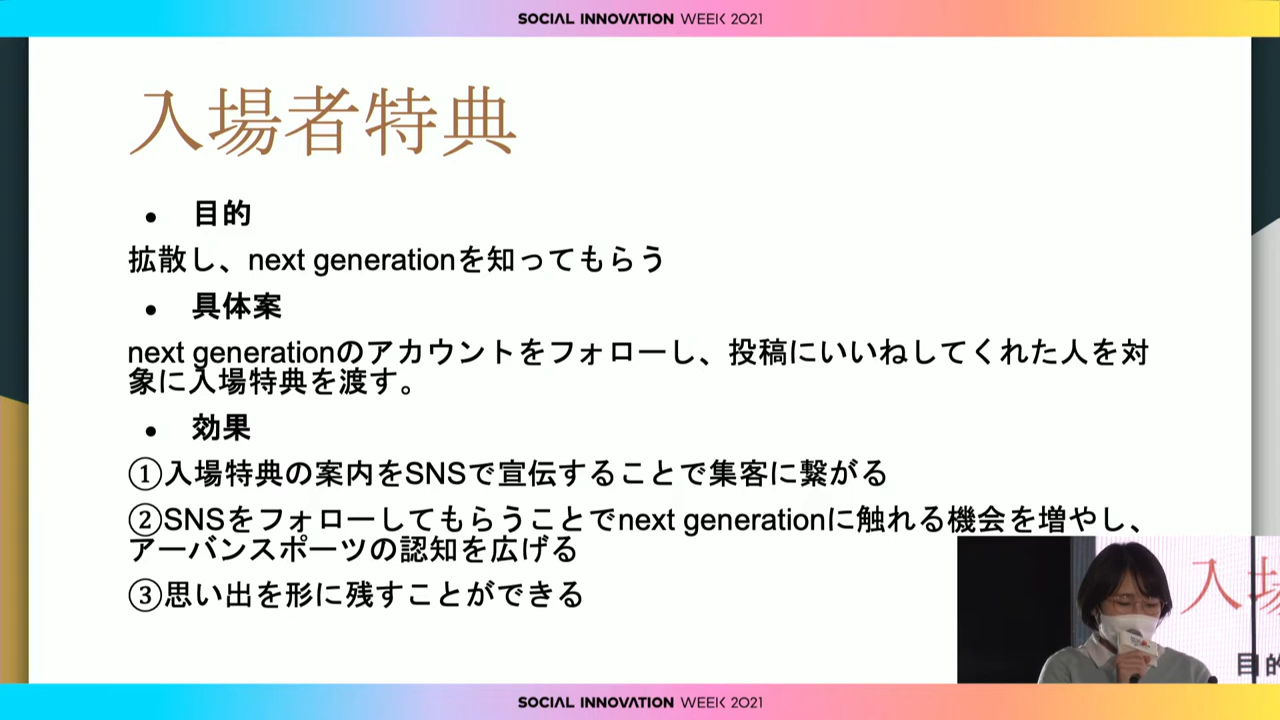 SOCIAL INNOVATION WEEK 2021
入場者特典
● 目的
拡散し、next generationを知ってもらう
● 具体案
next generationのアカウントをフォローし、投稿にいいねしてくれた人を対
象に入場特典を渡す。
● 効果
①入場特典の案内をSNSで宣伝することで集客に繋がる
②SNSをフォローしてもらうことでnext generationに触れる機会を増やし、
アーバンスポーツの認知を広げる
③思い出を形に残すことができる
入場
目的
SOCIAL INNOVATION WEEK 2021